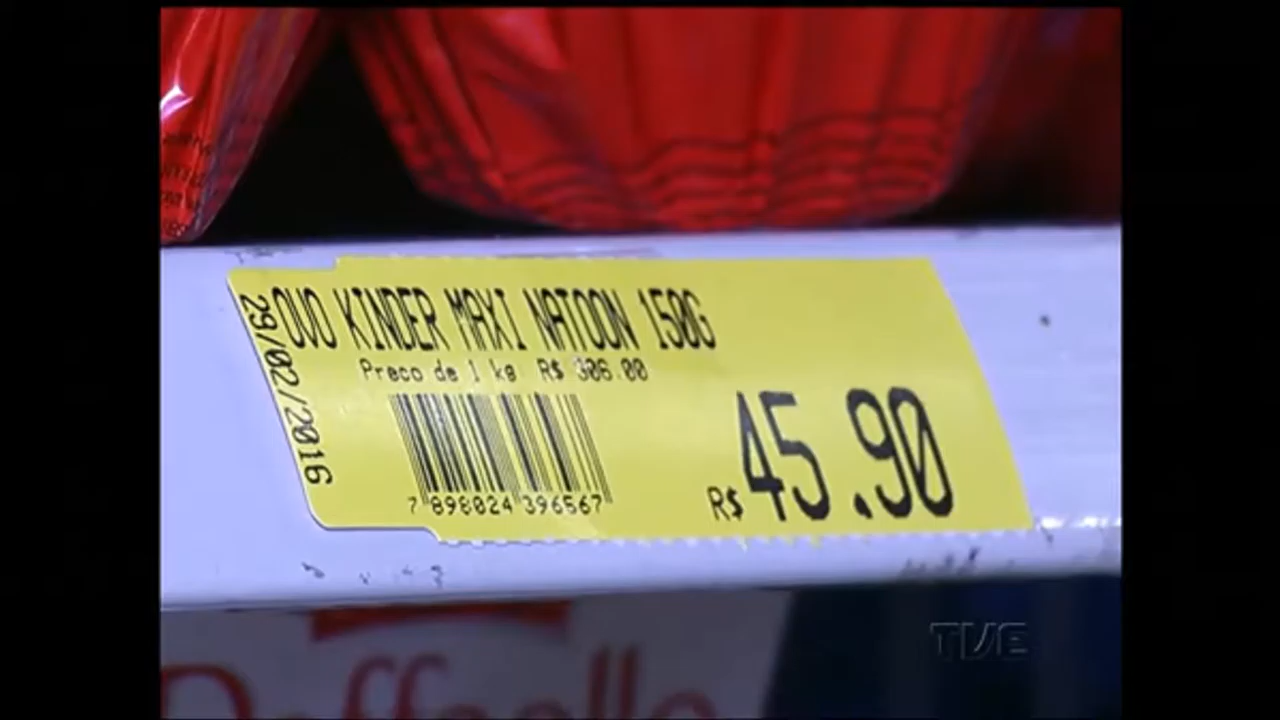 OVO KINDER MAXI NATOON 150G
29/02/2016
Preco de 1 kg R$ 306.00
7 898024 396567
R$ 45.90
TVE
Raffaello